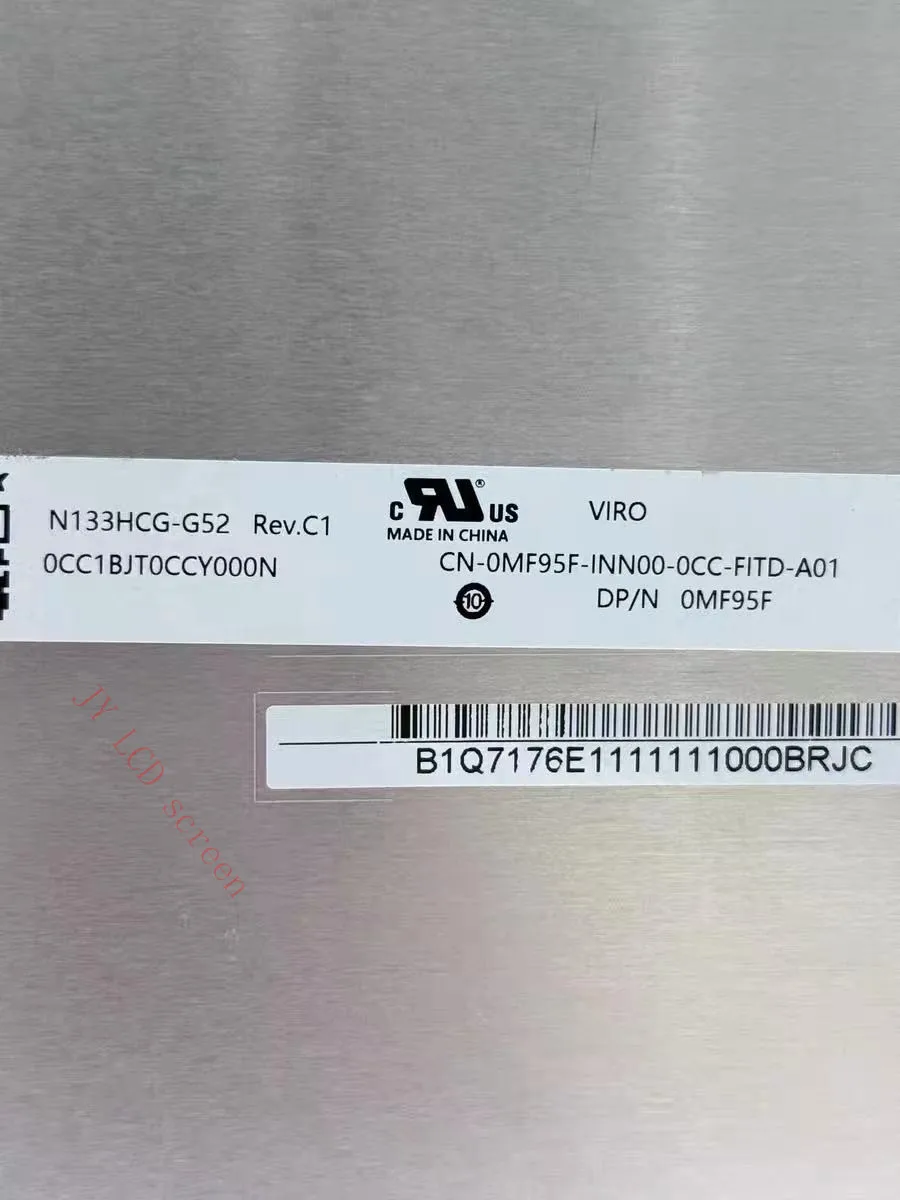 N133HCG-G52 Rev.C1
0CC1BJT0CCY000N
C US ®
MADE IN CHINA
10
VIRO
CN-0MF95F-INN00-0CC-FITD-A01
DP/N 0MF95F
B1Q7176E1111111000BRJC
JY LCD screen